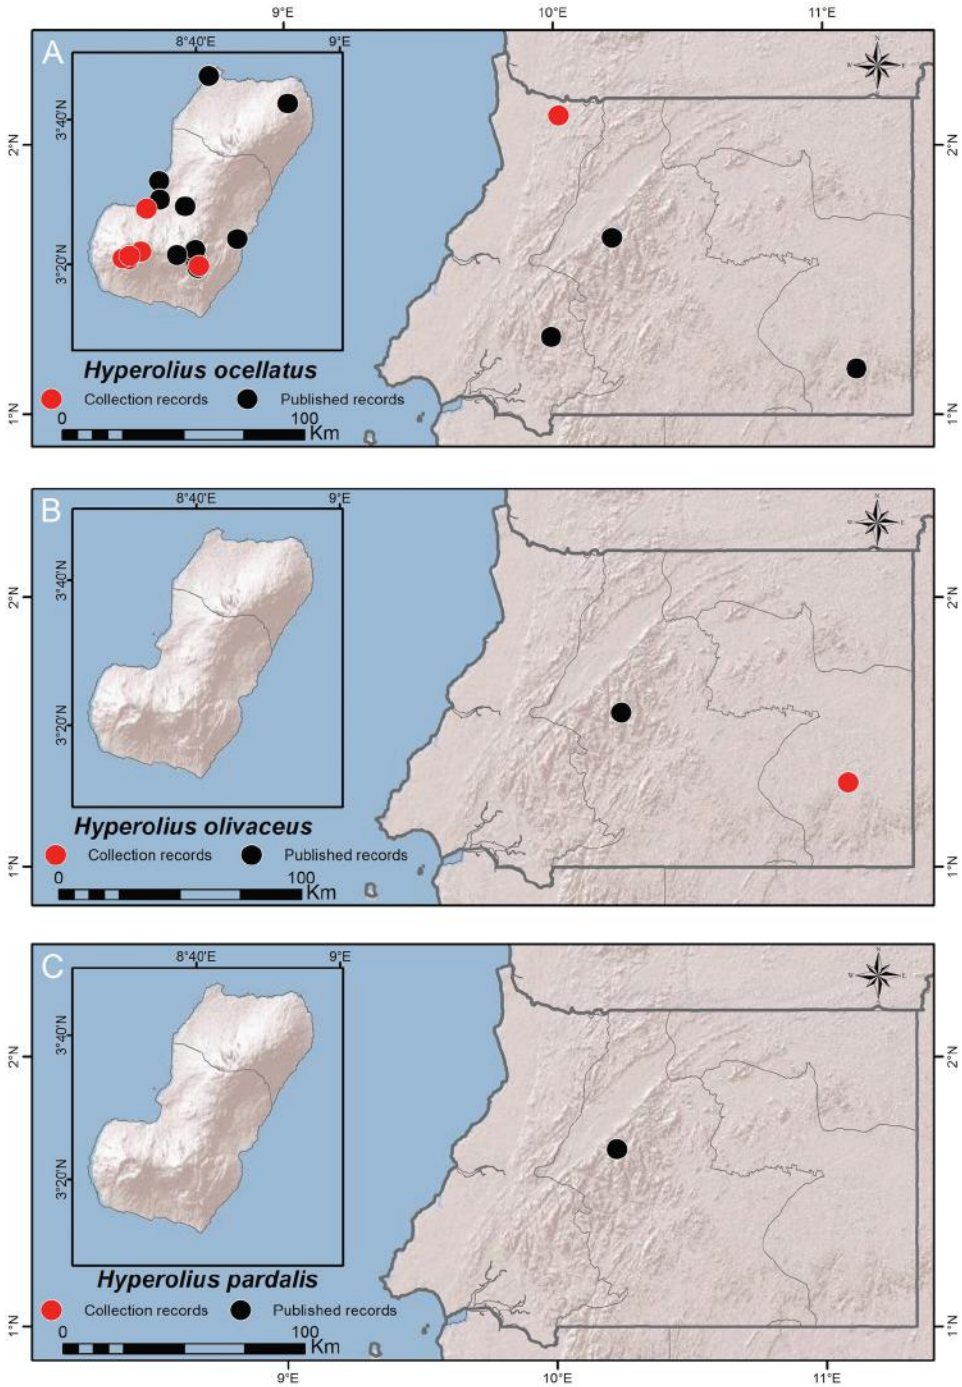 9°E 10°E 11°E
A
8°40'E 9°E
3°40'N
3°20'N
2°N 2°N
1°N 1°N
N
W E
S
Hyperolius ocellatus
Collection records Published records
0 100
Km
B
8°40'E 9°E
3°40'N
3°20'N
2°N 2°N
1°N 1°N
N
W E
S
Hyperolius olivaceus
Collection records Published records
0 100
Km
C
8°40'E 9°E
3°40'N
3°20'N
2°N 2°N
1°N 1°N
N
W E
S
Hyperolius pardalis
Collection records Published records
0 100
Km
9°E 10°E 11°E